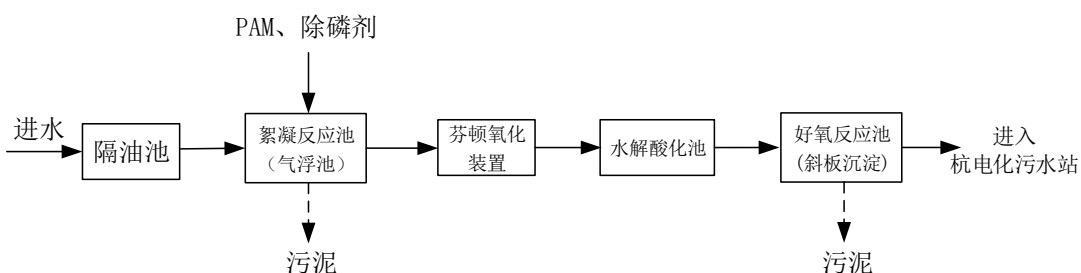 PAM、除磷剂
进水
隔油池
絮凝反应池
（气浮池）
芬顿氧化
装置
水解酸化池
好氧反应池
(斜板沉淀)
进入
杭电化污水站
污泥
污泥